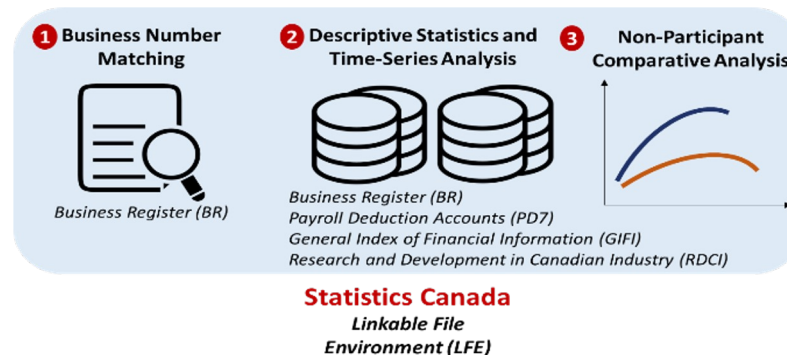 1 Business Number
Matching
Business Register (BR)
2 Descriptive Statistics and
Time-Series Analysis
Business Register (BR)
Payroll Deduction Accounts (PD7)
General Index of Financial Information (GIFI)
Research and Development in Canadian Industry (RDCI)
3 Non-Participant
Comparative Analysis
Statistics Canada
Linkable File
Environment (LFE)